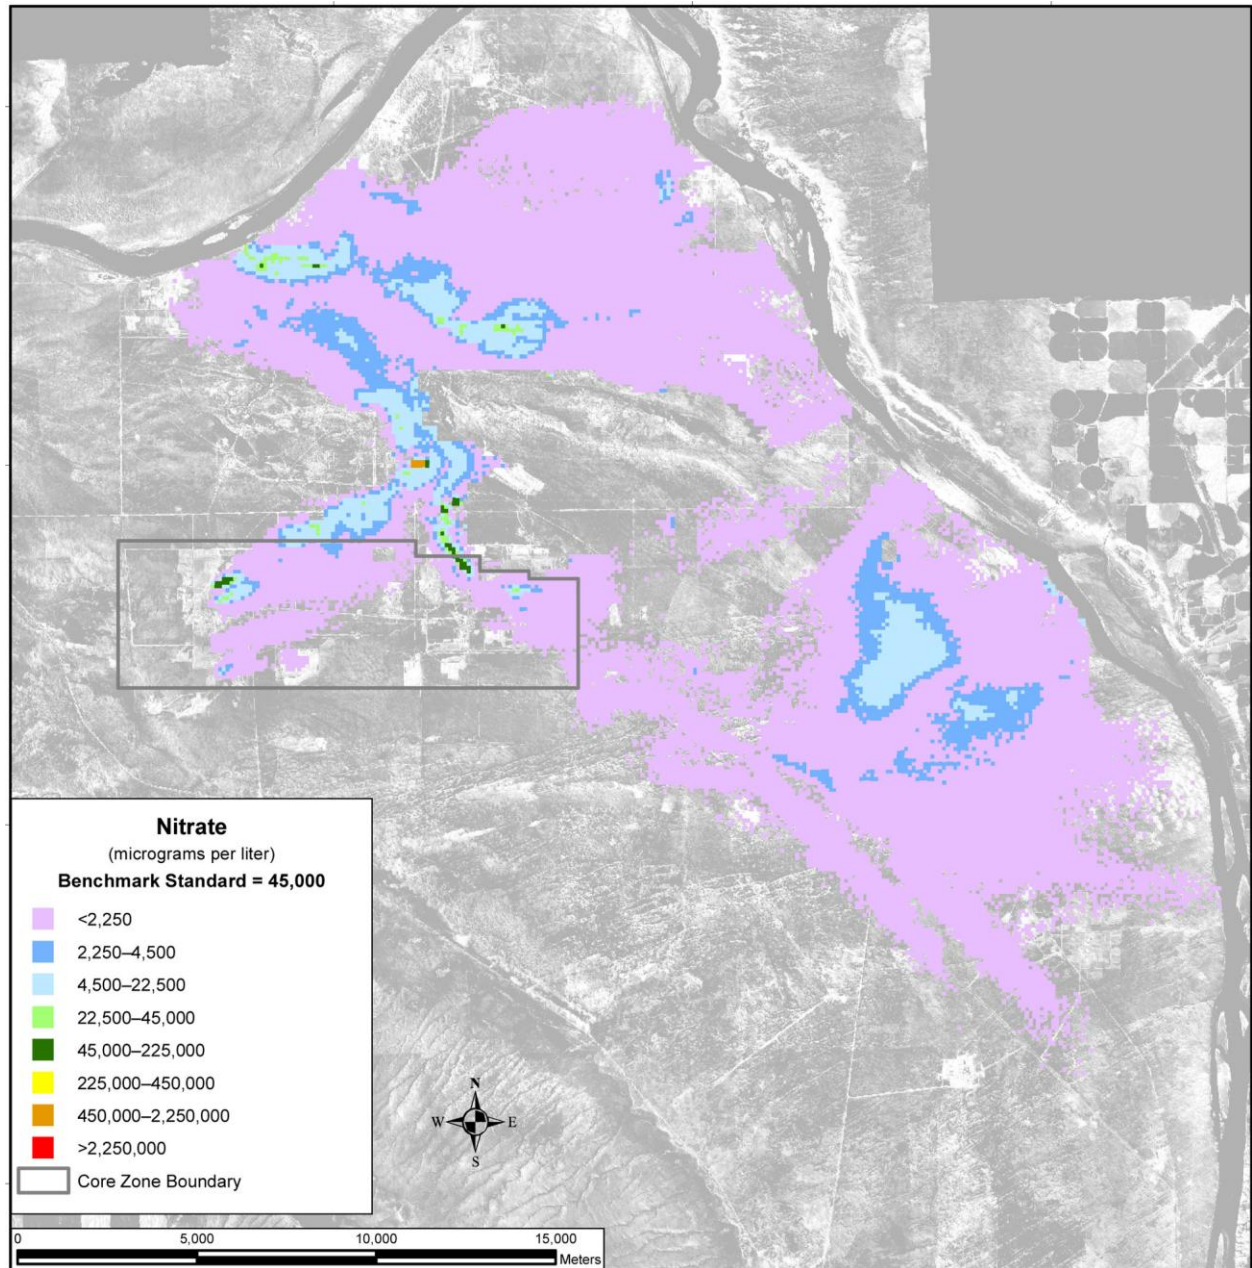 Nitrate
(micrograms per liter)
Benchmark Standard = 45,000
<2,250
2,250–4,500
4,500–22,500
22,500–45,000
45,000–225,000
225,000–450,000
450,000–2,250,000
>2,250,000
Core Zone Boundary
N
W E
S
0 5,000 10,000 15,000
Meters